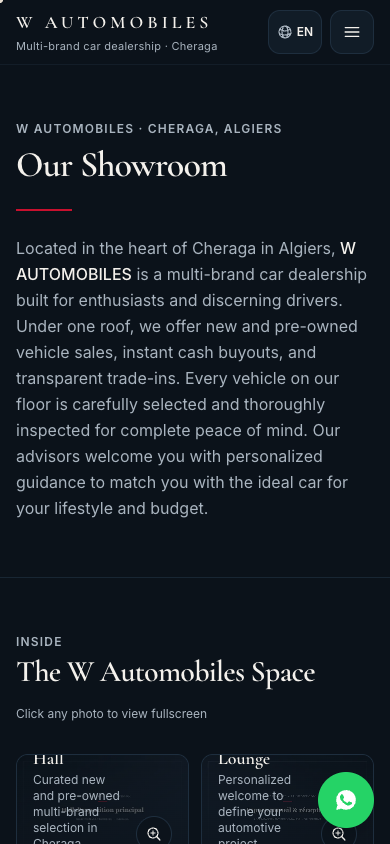 W AUTOMOBILES
Multi-brand car dealership · Cheraga
EN
W AUTOMOBILES · CHERAGA, ALGIERS
Our Showroom
Located in the heart of Cheraga in Algiers, W
AUTOMOBILES is a multi-brand car dealership
built for enthusiasts and discerning drivers.
Under one roof, we offer new and pre-owned
vehicle sales, instant cash buyouts, and
transparent trade-ins. Every vehicle on our
floor is carefully selected and thoroughly
inspected for complete peace of mind. Our
advisors welcome you with personalized
guidance to match you with the ideal car for
your lifestyle and budget.
INSIDE
The W Automobiles Space
Click any photo to view fullscreen
Hall
Curated new
and pre-owned
multi-brand
selection in
Cheraga
Lounge
Personalized
welcome to
define your
automotive
project